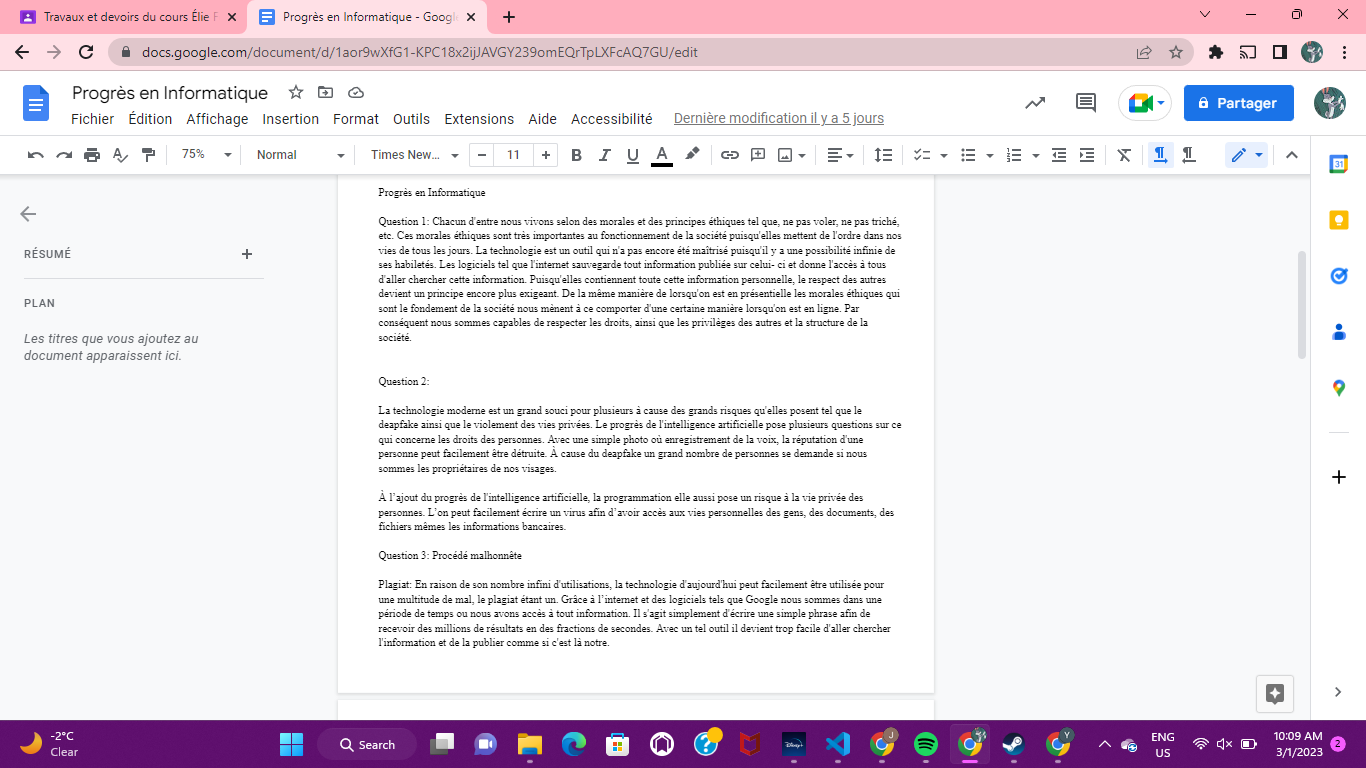 Travaux et devoirs du cours Élie F
Progrès en Informatique - Googl
docs.google.com/document/d/1aor9wXfG1-KPC18x2ijJAVGY239omEQrTpLXFcAQ7GU/edit
Progrès en Informatique
Fichier Édition Affichage Insertion Format Outils Extensions Aide Accessibilité Dernière modification il y a 5 jours
Partager
75% Normal Times New... 11
31
RÉSUMÉ
PLAN
Les titres que vous ajoutez au
document apparaissent ici.
Progrès en Informatique
Question 1: Chacun d'entre nous vivons selon des morales et des principes éthiques tel que, ne pas voler, ne pas triché,
etc. Ces morales éthiques sont très importantes au fonctionnement de la société puisqu'elles mettent de l'ordre dans nos
vies de tous les jours. La technologie est un outil qui n'a pas encore été maîtrisé puisqu'il y a une possibilité infinie de
ses habiletés. Les logiciels tel que l'internet sauvegarde tout information publiée sur celui- ci et donne l'accès à tous
d'aller chercher cette information. Puisqu'elles contiennent toute cette information personnelle, le respect des autres
devient un principe encore plus exigeant. De la même manière de lorsqu'on est en présentielle les morales éthiques qui
sont le fondement de la société nous mènent à ce comporter d'une certaine manière lorsqu'on est en ligne. Par
conséquent nous sommes capables de respecter les droits, ainsi que les privilèges des autres et la structure de la
société.
Question 2:
La technologie moderne est un grand souci pour plusieurs à cause des grands risques qu'elles posent tel que le
deapfake ainsi que le violement des vies privées. Le progrès de l'intelligence artificielle pose plusieurs questions sur ce
qui concerne les droits des personnes. Avec une simple photo où enregistrement de la voix, la réputation d'une
personne peut facilement être détruite. À cause du deapfake un grand nombre de personnes se demande si nous
sommes les propriétaires de nos visages.
À l'ajout du progrès de l'intelligence artificielle, la programmation elle aussi pose un risque à la vie privée des
personnes. L'on peut facilement écrire un virus afin d'avoir accès aux vies personnelles des gens, des documents, des
fichiers mêmes les informations bancaires.
Question 3: Procédé malhonnête
Plagiat: En raison de son nombre infini d'utilisations, la technologie d'aujourd'hui peut facilement être utilisée pour
une multitude de mal, le plagiat étant un. Grâce à l'internet et des logiciels tels que Google nous sommes dans une
période de temps ou nous avons accès à tout information. Il s'agit simplement d'écrire une simple phrase afin de
recevoir des millions de résultats en des fractions de secondes. Avec un tel outil il devient trop facile d'aller chercher
l'information et de la publier comme si c'est là notre.
-2°C
Clear
Search
Disney+
J
Y
ENG
US
10:09 AM
3/1/2023
2